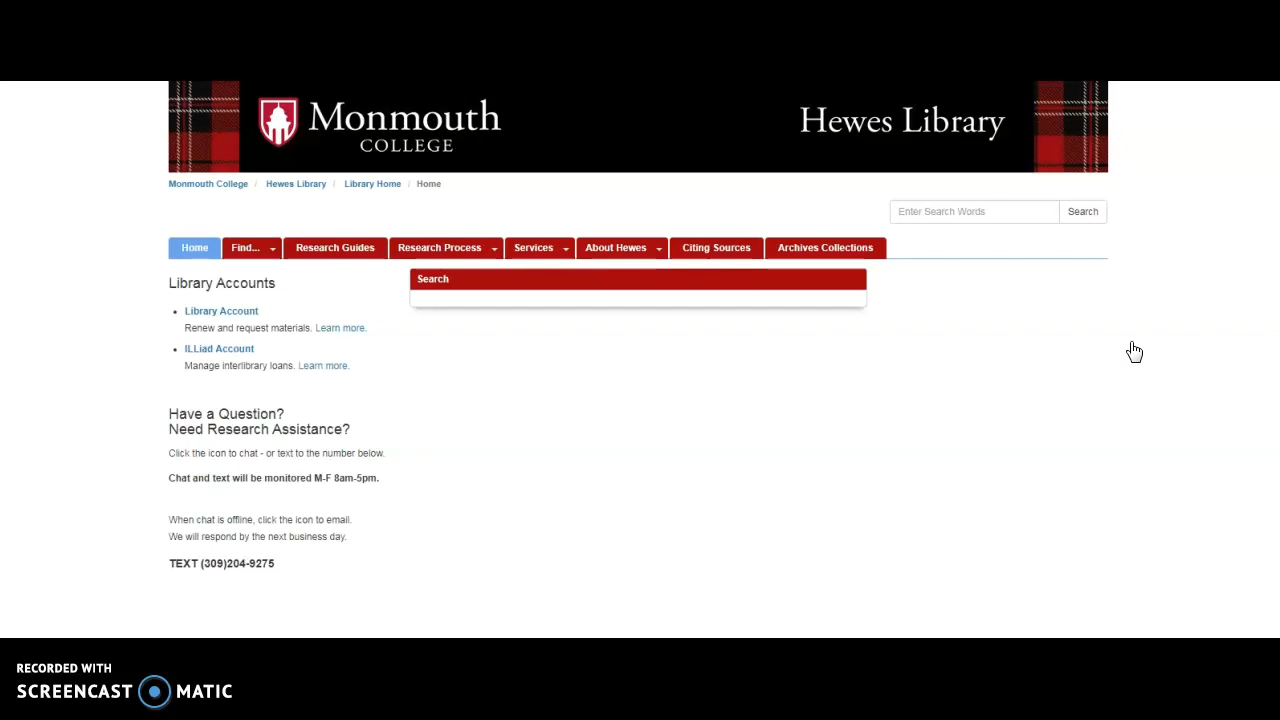 Monmouth
COLLEGE
Hewes Library
Monmouth College / Hewes Library / Library Home / Home
Enter Search Words Search
Home Find... Research Guides Research Process Services About Hewes Citing Sources Archives Collections
Library Accounts
Search
Library Account
Renew and request materials. Learn more.
ILLiad Account
Manage interlibrary loans. Learn more.
Have a Question?
Need Research Assistance?
Click the icon to chat - or text to the number below.
Chat and text will be monitored M-F 8am-5pm.
When chat is offline, click the icon to email.
We will respond by the next business day.
TEXT (309)204-9275
RECORDED WITH
SCREENCAST MATIC